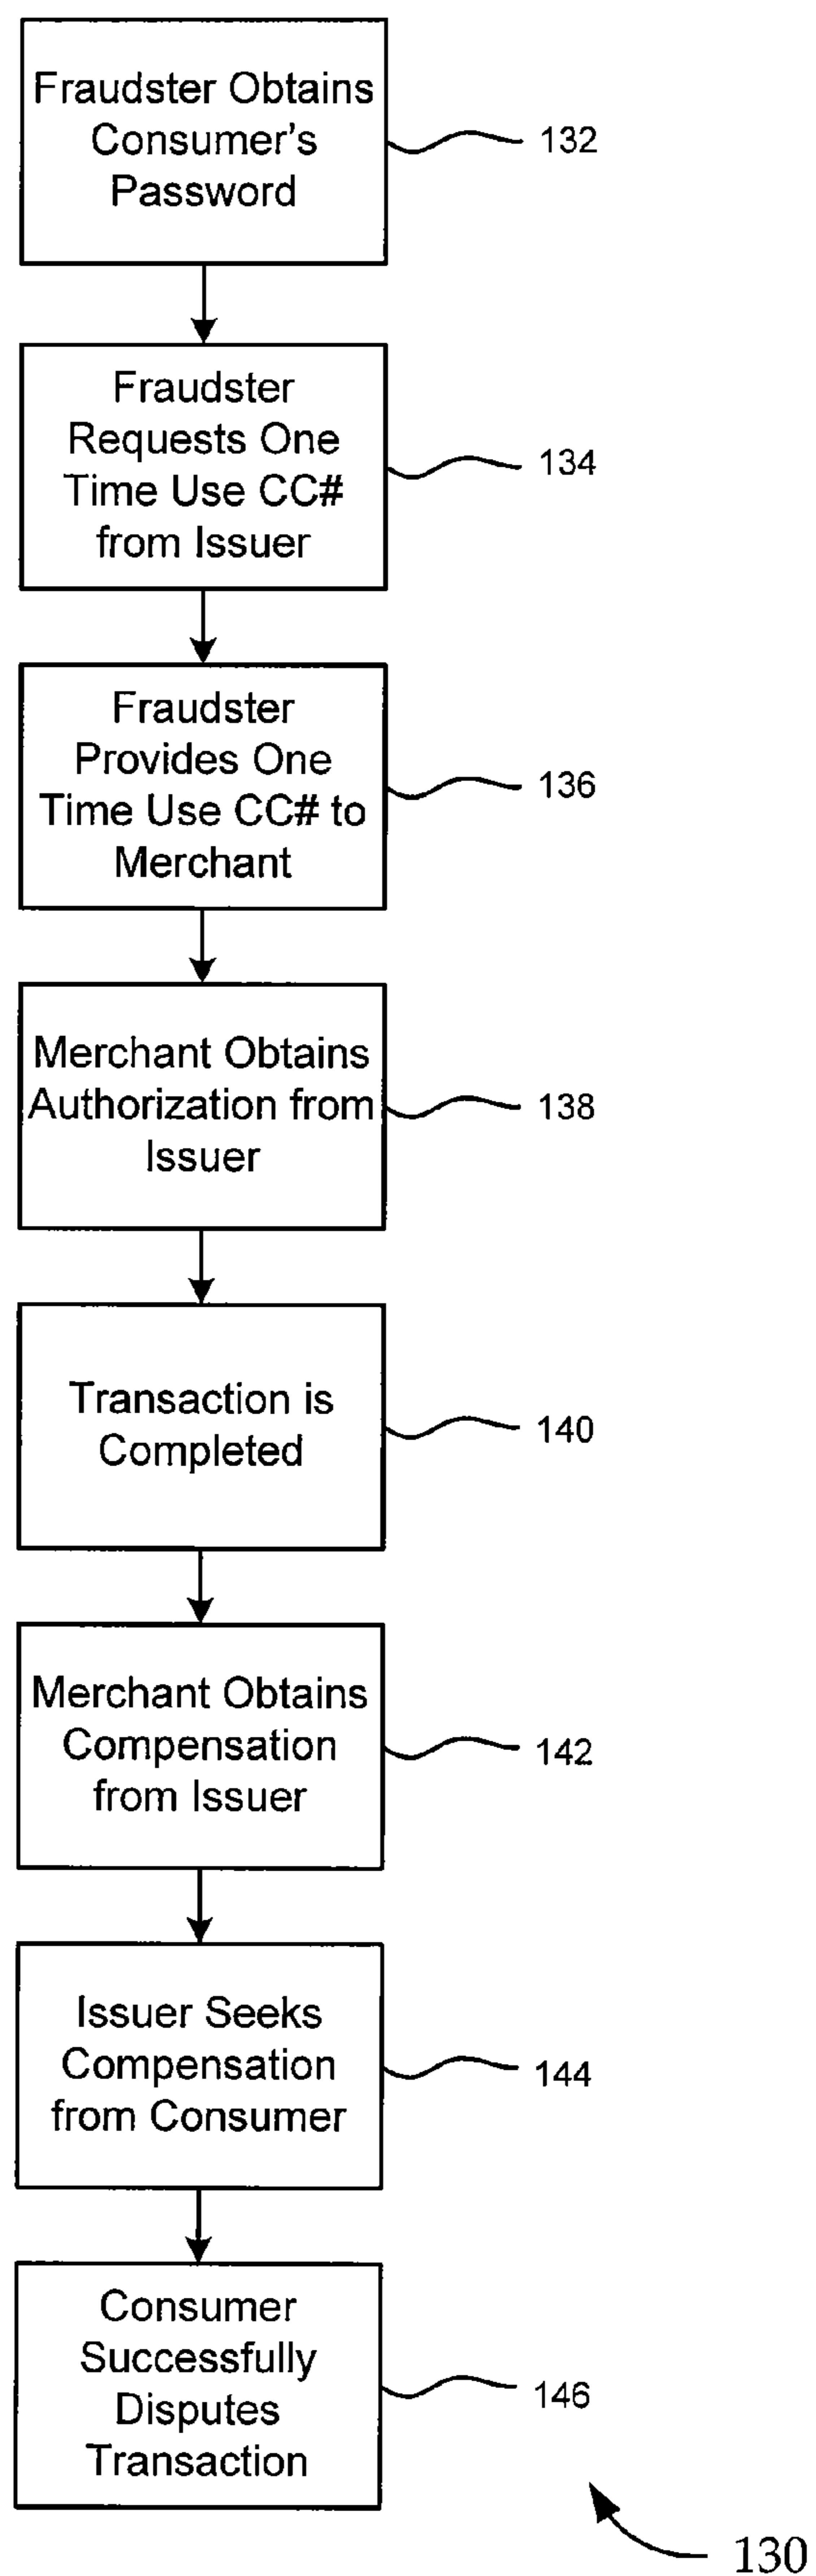 Fraudster Obtains
Consumer's
Password
132
Fraudster
Requests One
Time Use CC#
from Issuer
134
Fraudster
Provides One
Time Use CC# to
Merchant
136
Merchant Obtains
Authorization from
Issuer
138
Transaction is
Completed
140
Merchant Obtains
Compensation
from Issuer
142
Issuer Seeks
Compensation
from Consumer
144
Consumer
Successfully
Disputes
Transaction
146
130